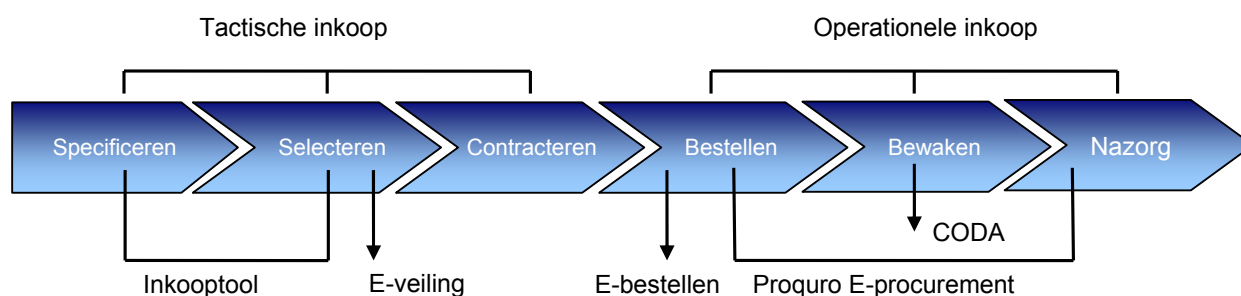 Tactische inkoop
Operationele inkoop
Specificeren
Selecteren
Contracteren
Bestellen
Bewaken
Nazorg
CODA
Inkooptool
E-veiling
E-bestellen
Proquro E-procurement